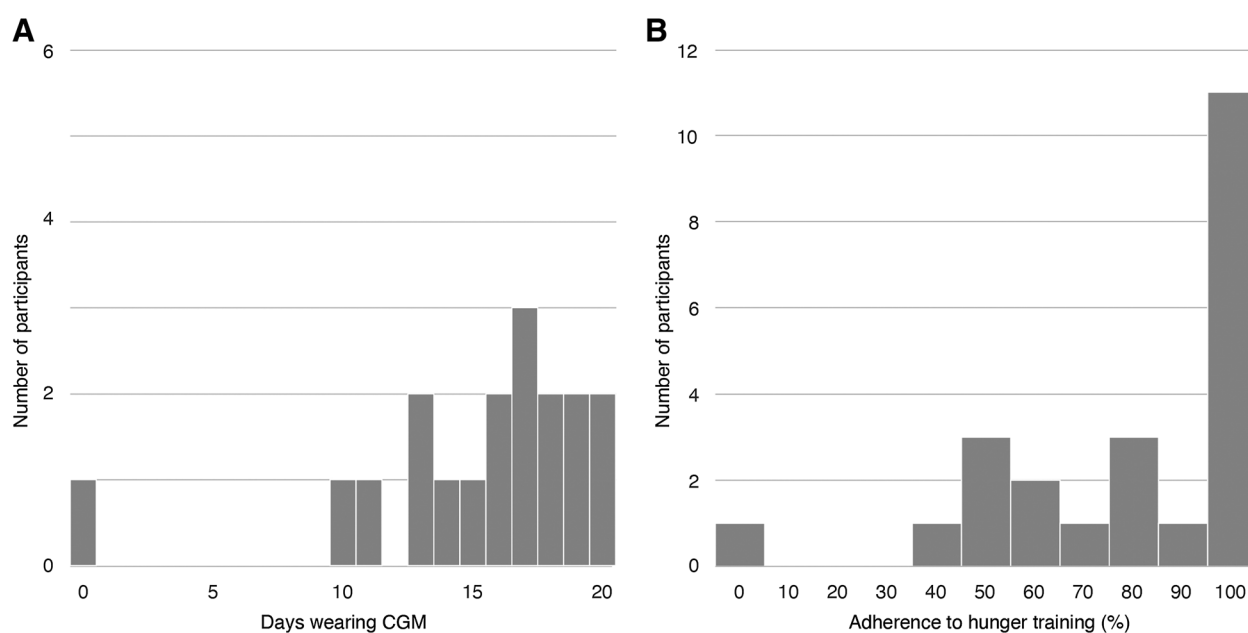 A
6
4
2
0
Number of participants
0 5 10 15 20
Days wearing CGM
B
12
10
8
6
4
2
0
Number of participants
0 10 20 30 40 50 60 70 80 90 100
Adherence to hunger training (%)